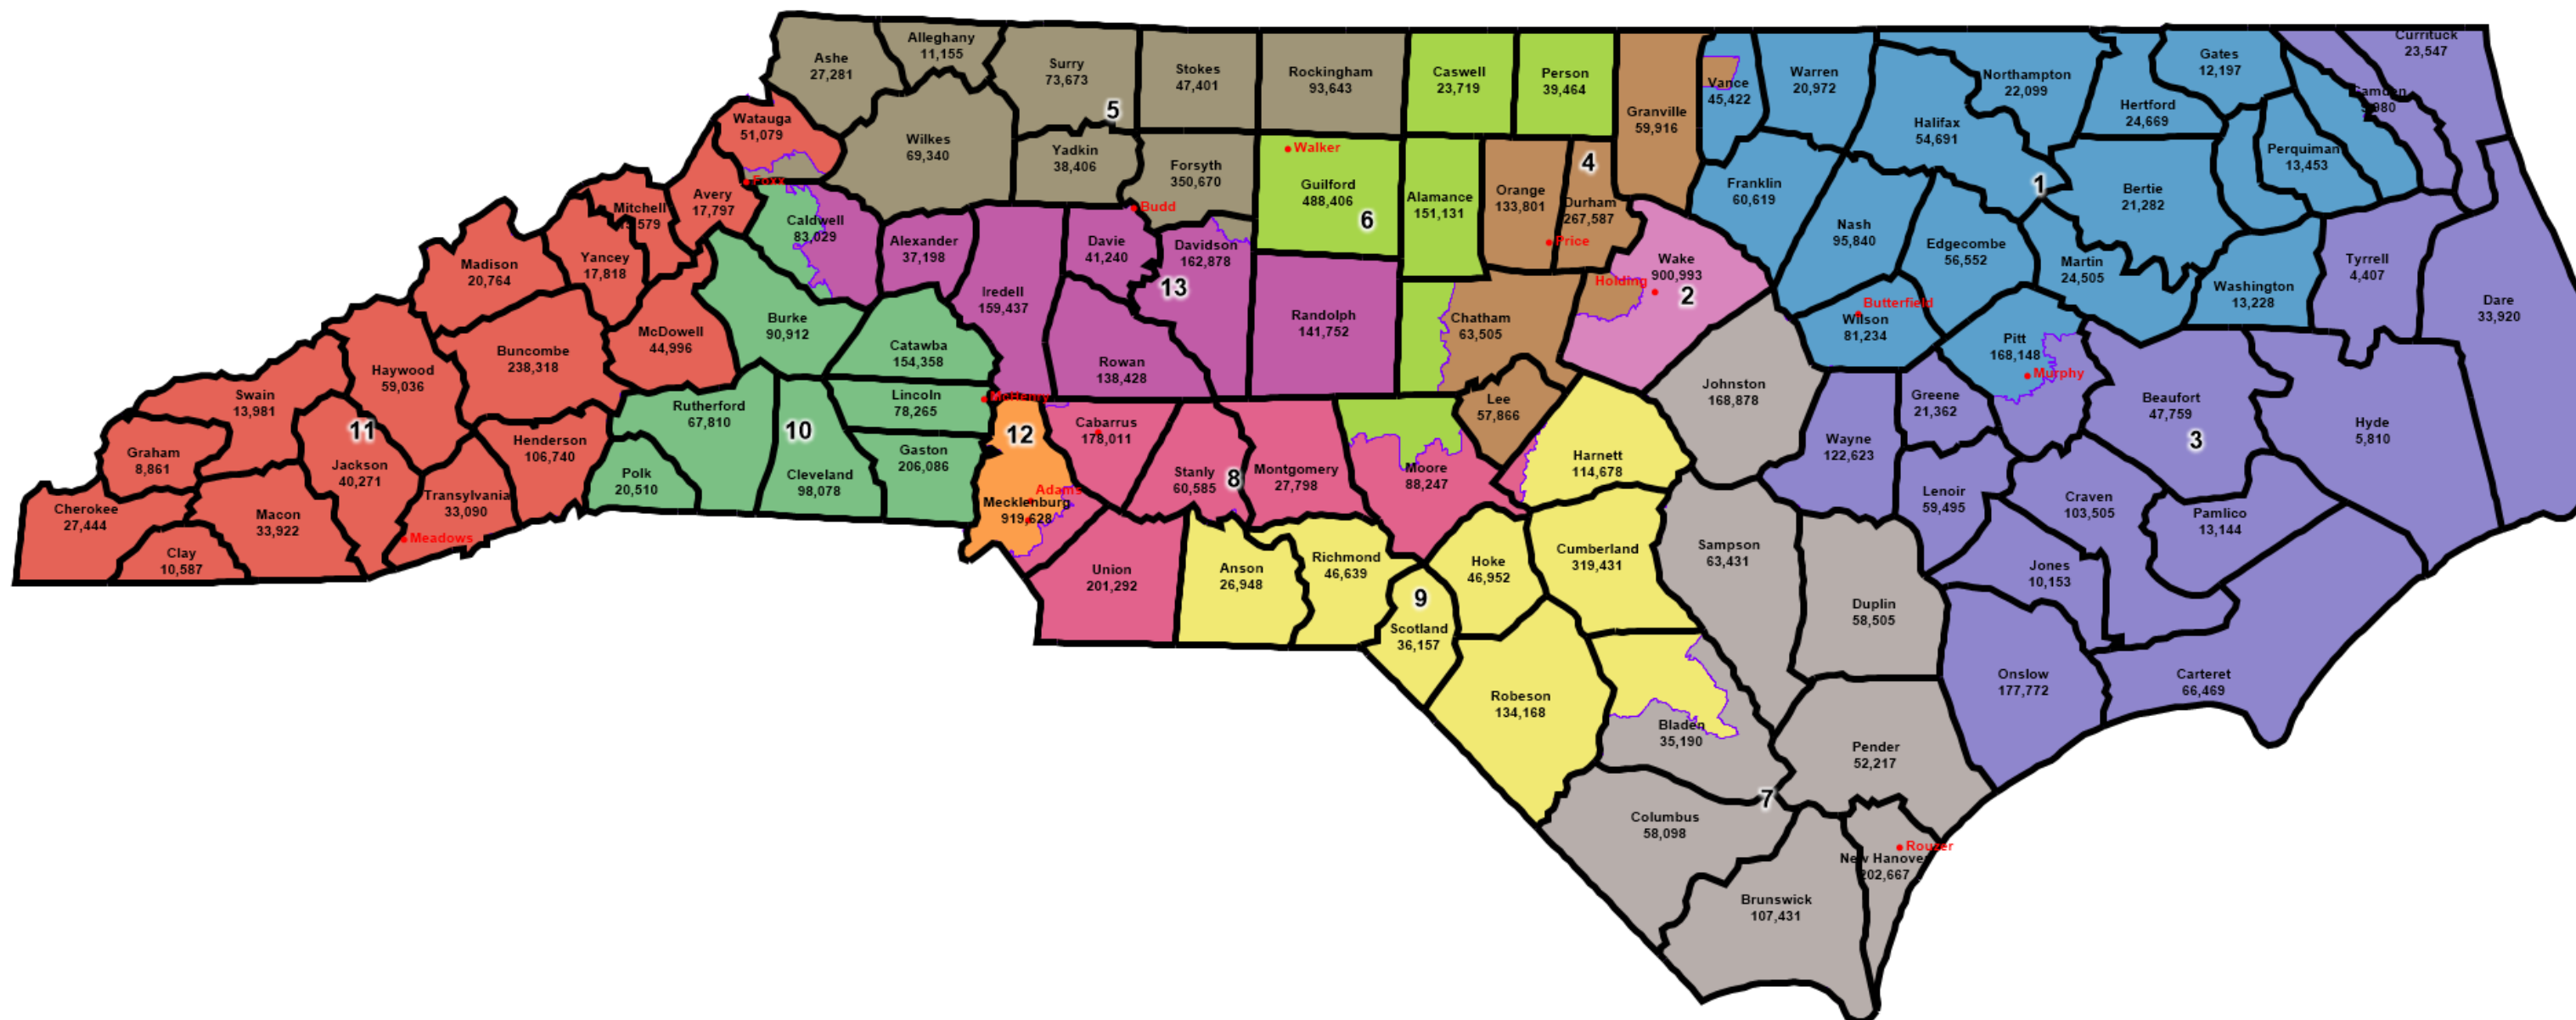 Ashe
27,281
Alleghany
11,155
Surry
73,673
Stokes
47,401
Rockingham
93,643
Caswell
23,719
Person
39,464
Granville
59,916
Vance
45,422
Warren
20,972
Halifax
54,691
Northampton
22,099
Hertford
24,669
Gates
12,197
Currituck
23,547
Perquiman
13,453
5
Watauga
51,079
Wilkes
69,340
Yadkin
38,406
Forsyth
350,670
Walker
Guilford
488,406
6
Alamance
151,131
Orange
133,801
4
Durham
267,587
Price
Franklin
60,619
Nash
95,840
Edgecombe
56,552
1
Bertie
21,282
Martin
24,505
Washington
13,228
Tyrrell
4,407
Dare
33,920
Foxx
Budd
Avery
17,797
Mitchell
Caldwell
83,029
Alexander
37,198
Iredell
159,437
Davie
41,240
Davidson
162,878
13
Rowan
138,428
Randolph
141,752
Chatham
63,505
Lee
57,866
Holding
Wake
900,993
2
Butterfield
Wilson
81,234
Pitt
168,148
Murphy
Beaufort
47,759
3
Hyde
5,810
Madison
20,764
Yancey
17,818
McDowell
44,996
Burke
90,912
Catawba
154,358
Buncombe
238,318
Haywood
59,036
Swain
13,981
Graham
8,861
11
Jackson
40,271
Cherokee
27,444
Clay
10,587
Macon
33,922
Transylvania
33,090
Meadows
Henderson
106,740
Rutherford
67,810
Polk
20,510
10
Cleveland
98,078
Lincoln
78,265
Gaston
206,086
McHenry
12
Adams
Mecklenburg
919,628
Cabarrus
178,011
Union
201,292
Stanly
60,585
8
Montgomery
27,798
Moore
88,247
Anson
26,948
Richmond
46,639
9
Scotland
36,157
Hoke
46,952
Harnett
114,678
Cumberland
319,431
Robeson
134,168
Johnston
168,878
Wayne
122,623
Greene
21,362
Lenoir
59,495
Craven
103,505
Pamlico
13,144
Jones
10,153
Sampson
63,431
Duplin
58,505
Onslow
177,772
Carteret
66,469
Bladen
35,190
Pender
52,217
7
Columbus
58,098
Brunswick
107,431
Rouzer
New Hanove
202,667